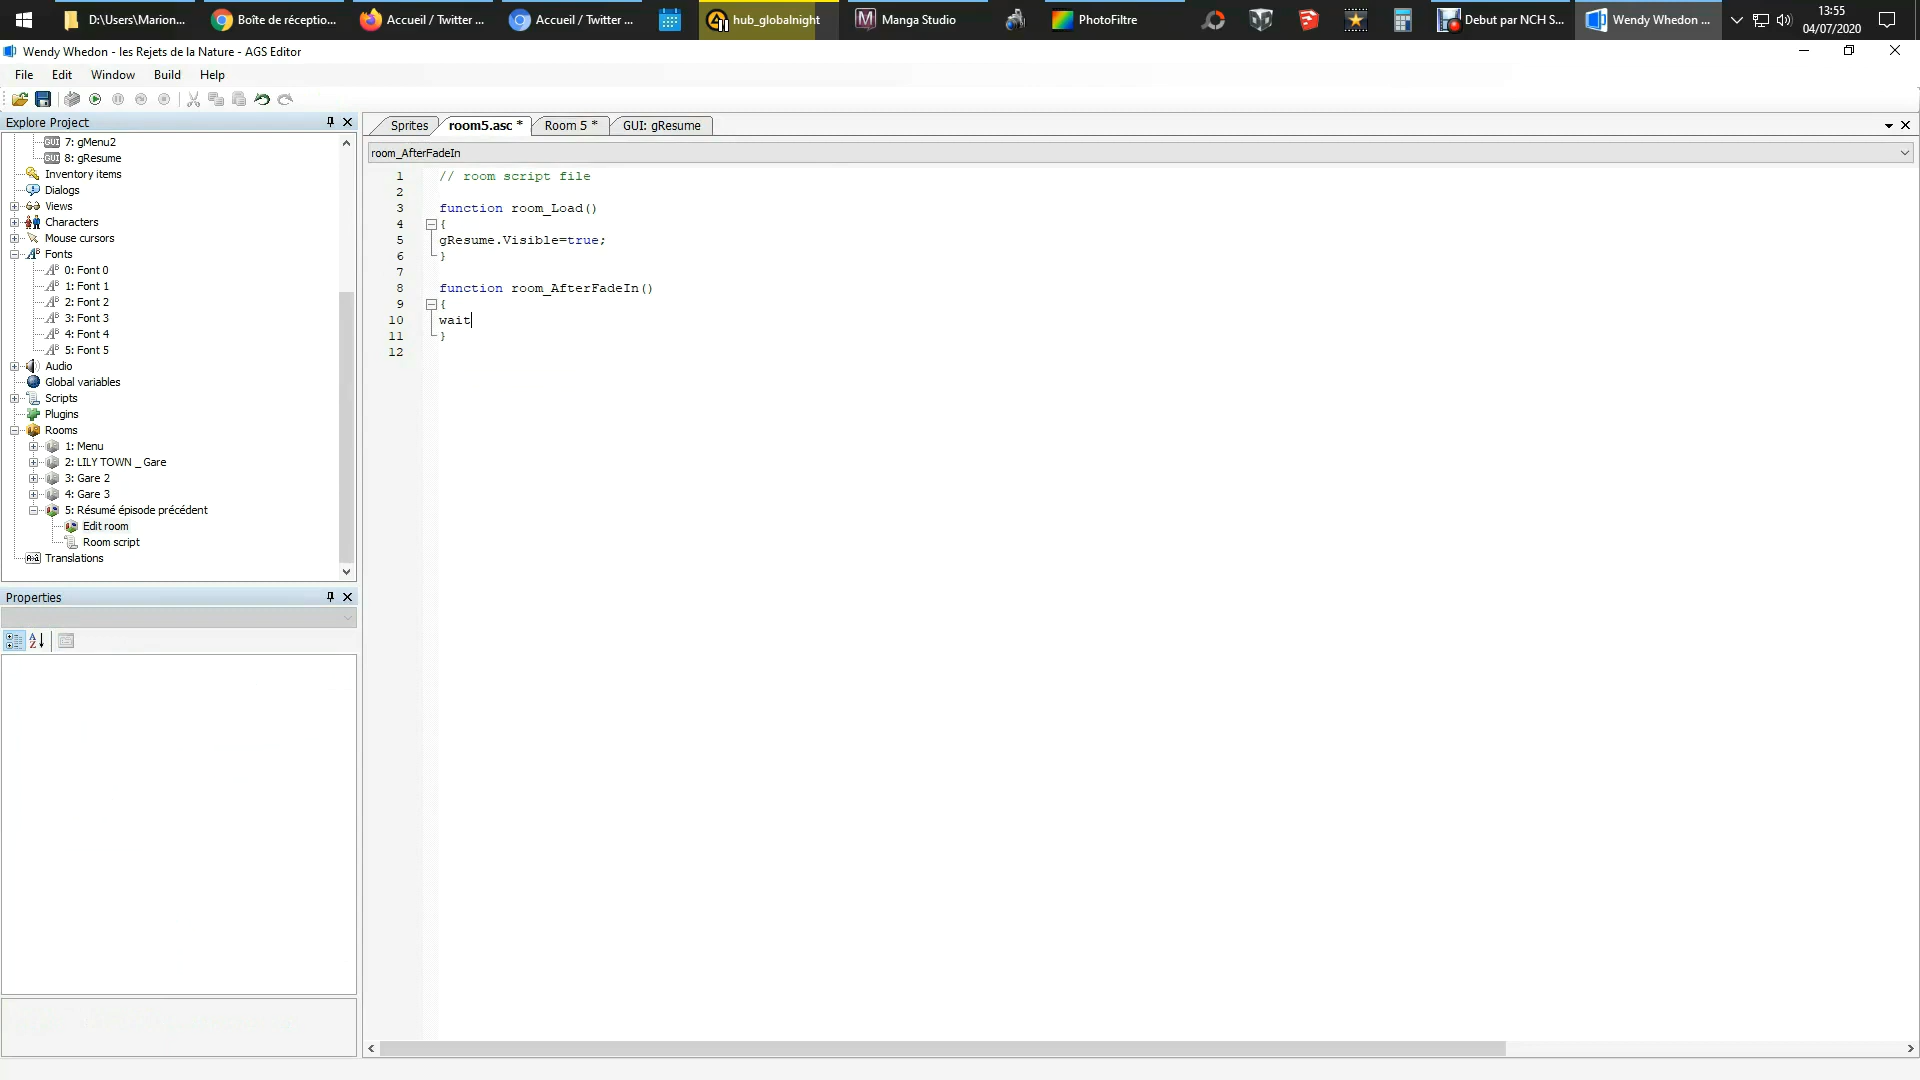 D:\Users\Marion...
Boîte de réceptio...
Accueil / Twitter ...
Accueil / Twitter ...
hub_globalnight
Manga Studio
PhotoFiltre
Debut par NCH S...
Wendy Whedon ...
13:55
04/07/2020
Wendy Whedon - les Rejets de la Nature - AGS Editor
File Edit Window Build Help
Explore Project
GUI 7: gMenu2
GUI 8: gResume
Inventory items
Dialogs
Views
Characters
Mouse cursors
Fonts
0: Font 0
1: Font 1
2: Font 2
3: Font 3
4: Font 4
5: Font 5
Audio
Global variables
Scripts
Plugins
Rooms
1: Menu
2: LILY TOWN _ Gare
3: Gare 2
4: Gare 3
5: Résumé épisode précédent
Edit room
Room script
Translations
Properties
Sprites
room5.asc *
Room 5 *
GUI: gResume
room_AfterFadeIn
1 // room script file
2
3 function room_Load()
4 {
5 gResume.Visible=true;
6 }
7
8 function room_AfterFadeIn()
9 {
10 wait
11 }
12